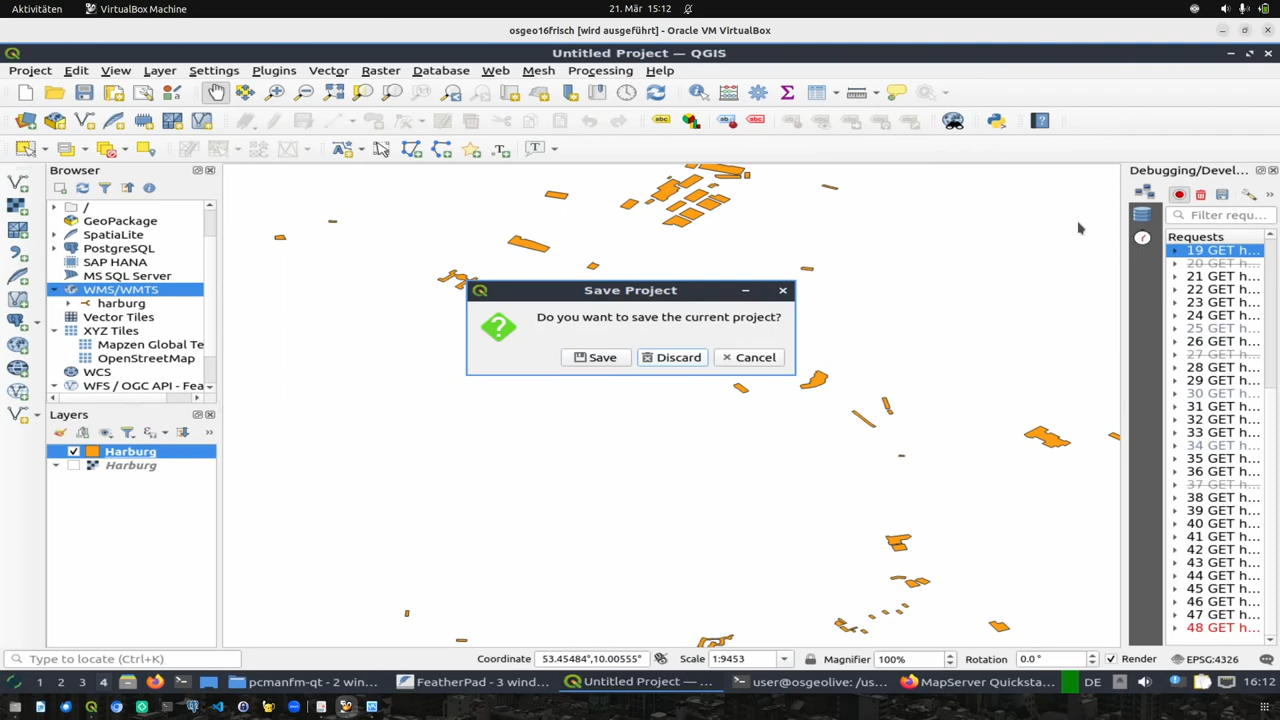 Aktivitäten
VirtualBox Machine
21. Mär 15:12
osgeo16frisch [wird ausgeführt] - Oracle VM VirtualBox
Untitled Project — QGIS
Project Edit View Layer Settings Plugins Vector Raster Database Web Mesh Processing Help
Browser
/
GeoPackage
SpatiaLite
PostgreSQL
SAP HANA
MS SQL Server
WMS/WMTS
harburg
Vector Tiles
XYZ Tiles
Mapzen Global Te
OpenStreetMap
WCS
WFS / OGC API - Fea
Layers
Harburg
Harburg
Save Project
Do you want to save the current project?
Save
Discard
Cancel
Debugging/Devel...
Filter requ...
Requests
19 GET h...
20 GET h...
21 GET h...
22 GET h...
23 GET h...
24 GET h...
25 GET h...
26 GET h...
27 GET h...
28 GET h...
29 GET h...
30 GET h...
31 GET h...
32 GET h...
33 GET h...
34 GET h...
35 GET h...
36 GET h...
37 GET h...
38 GET h...
39 GET h...
40 GET h...
41 GET h...
42 GET h...
43 GET h...
44 GET h...
45 GET h...
46 GET h...
47 GET h...
48 GET h...
Type to locate (Ctrl+K)
Coordinate 53.45484°,10.00555°
Scale 1:9453
Magnifier 100%
Rotation 0.0 °
Render
EPSG:4326
1 2 3 4
pcmanfm-qt - 2 win...
FeatherPad - 3 window...
Untitled Project — ...
user@osgeolive: /us...
MapServer Quicksta...
DE
16:12